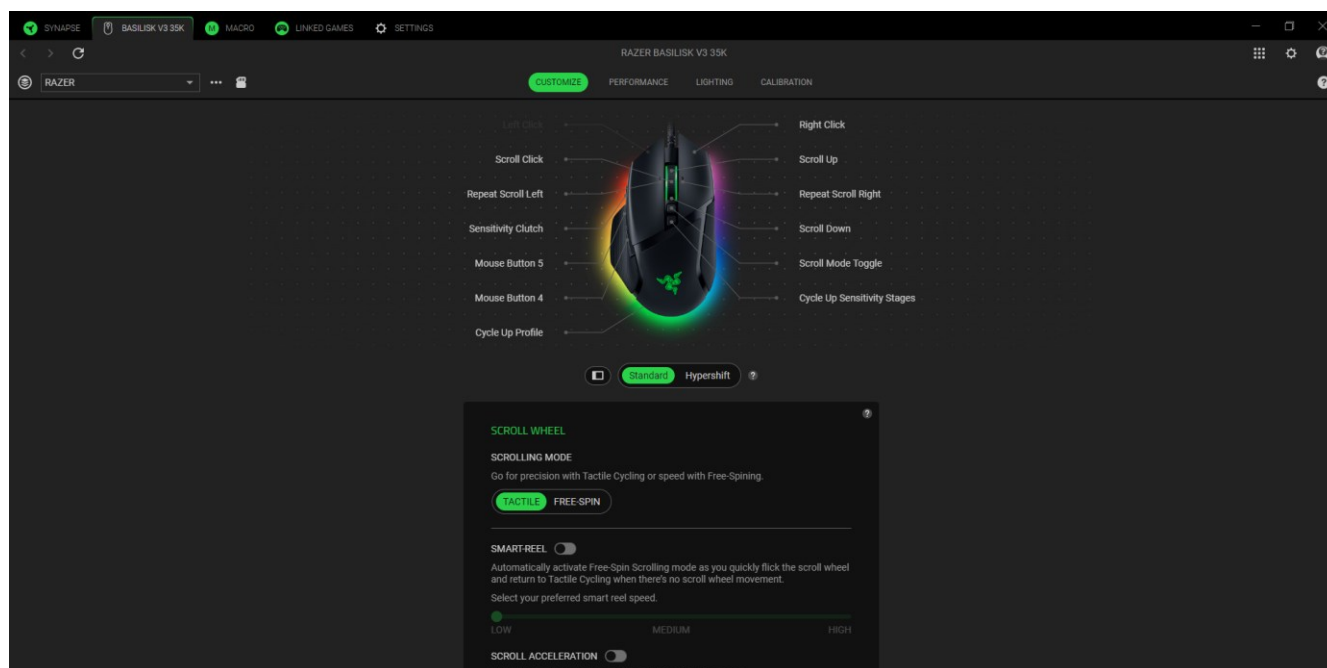 SYNAPSE BASILISK V3 35K M MACRO LINKED GAMES SETTINGS
RAZER BASILISK V3 35K
RAZER CUSTOMIZE PERFORMANCE LIGHTING CALIBRATION
Left Click Right Click
Scroll Click Scroll Up
Repeat Scroll Left Repeat Scroll Right
Sensitivity Clutch Scroll Down
Mouse Button 5 Scroll Mode Toggle
Mouse Button 4 Cycle Up Sensitivity Stages
Cycle Up Profile
Standard Hypershift ?
?
SCROLL WHEEL
SCROLLING MODE
Go for precision with Tactile Cycling or speed with Free-Spining.
TACTILE FREE-SPIN
SMART-REEL
Automatically activate Free-Spin Scrolling mode as you quickly flick the scroll wheel
and return to Tactile Cycling when there's no scroll wheel movement.
Select your preferred smart reel speed.
LOW MEDIUM HIGH
SCROLL ACCELERATION